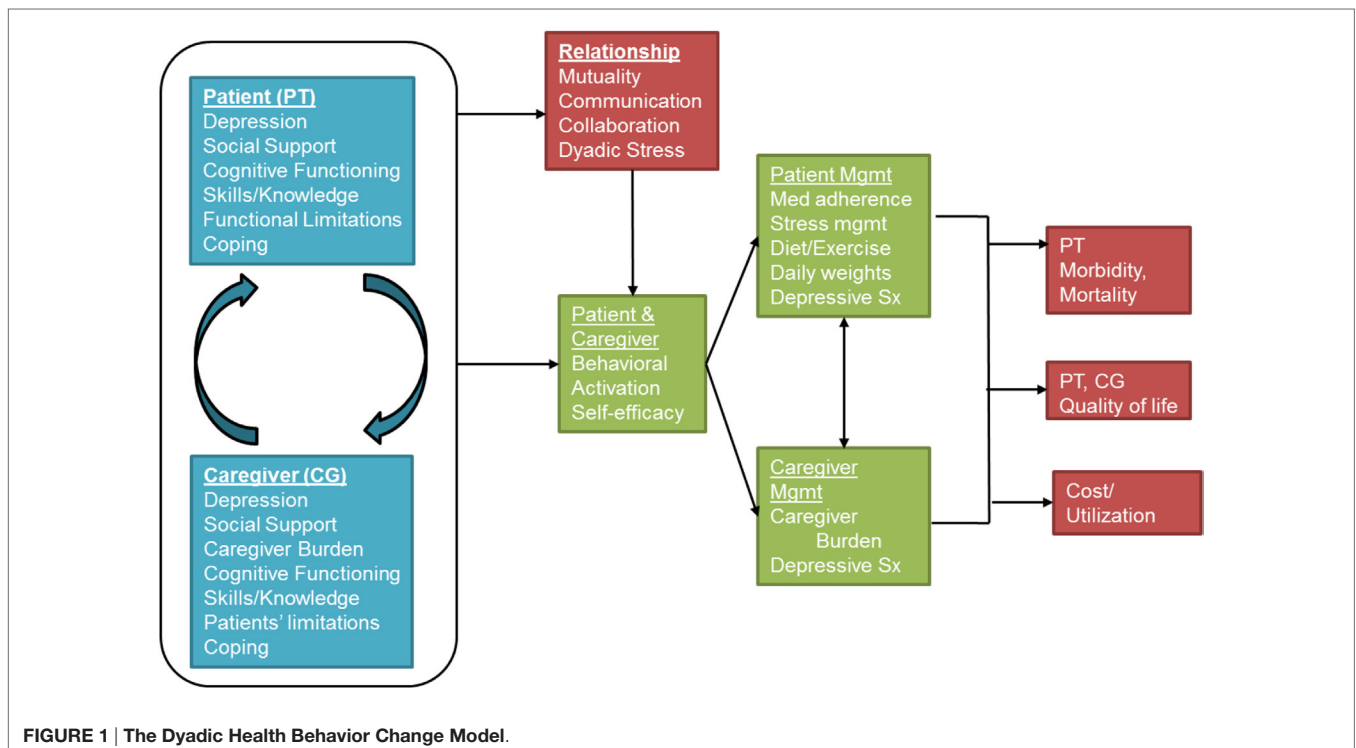 Patient (PT)
Depression
Social Support
Cognitive Functioning
Skills/Knowledge
Functional Limitations
Coping
Caregiver (CG)
Depression
Social Support
Caregiver Burden
Cognitive Functioning
Skills/Knowledge
Patients' limitations
Coping
Relationship
Mutuality
Communication
Collaboration
Dyadic Stress
Patient &
Caregiver
Behavioral
Activation
Self-efficacy
Patient Mgmt
Med adherence
Stress mgmt
Diet/Exercise
Daily weights
Depressive Sx
Caregiver
Mgmt
Caregiver
Burden
Depressive Sx
PT
Morbidity,
Mortality
PT, CG
Quality of life
Cost/
Utilization
FIGURE 1 | The Dyadic Health Behavior Change Model.